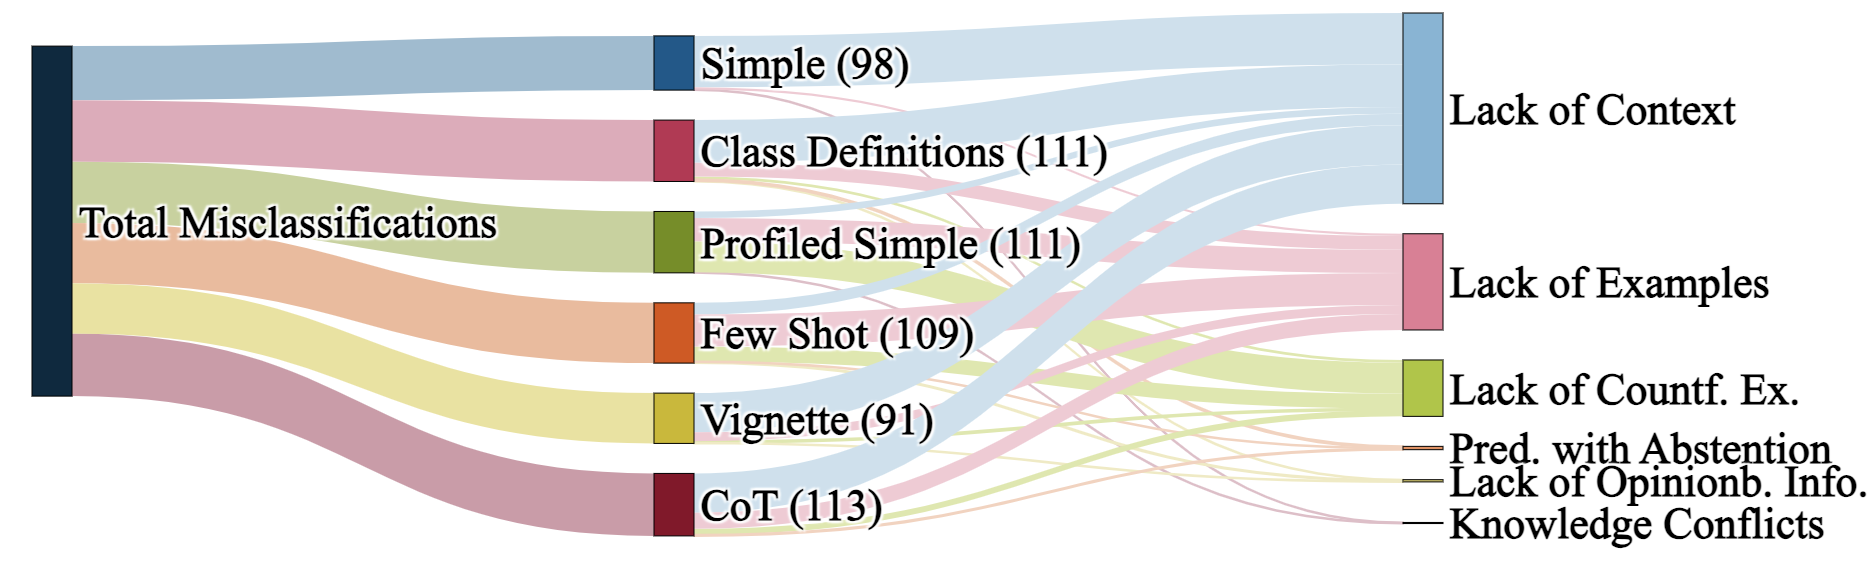 Total Misclassifications
Simple (98)
Class Definitions (111)
Profiled Simple (111)
Few Shot (109)
Vignette (91)
CoT (113)
Lack of Context
Lack of Examples
Lack of Countf. Ex.
Pred. with Abstention
Lack of Opinionb. Info.
Knowledge Conflicts